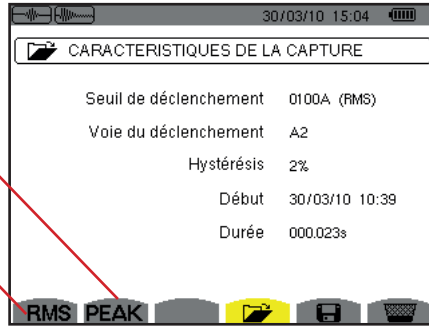 30/03/10 15:04
CARACTERISTIQUES DE LA CAPTURE
Seuil de déclenchement 0100A (RMS)
Voie du déclenchement A2
Hystérésis 2%
Début 30/03/10 10:39
Durée 000.023s
RMS PEAK